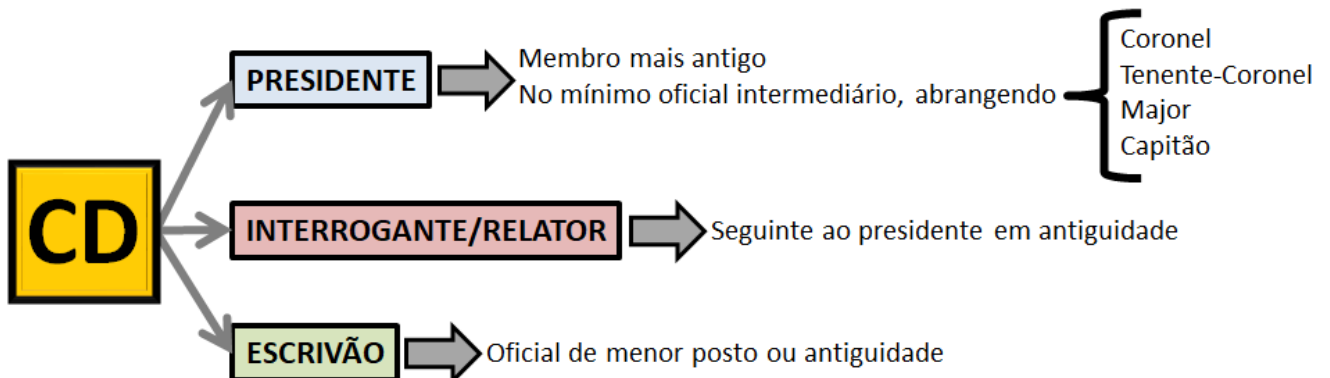 CD
PRESIDENTE
Membro mais antigo
No mínimo oficial intermediário, abrangendo
Coronel
Tenente-Coronel
Major
Capitão
INTERROGANTE/RELATOR
Seguinte ao presidente em antiguidade
ESCRIVÃO
Oficial de menor posto ou antiguidade